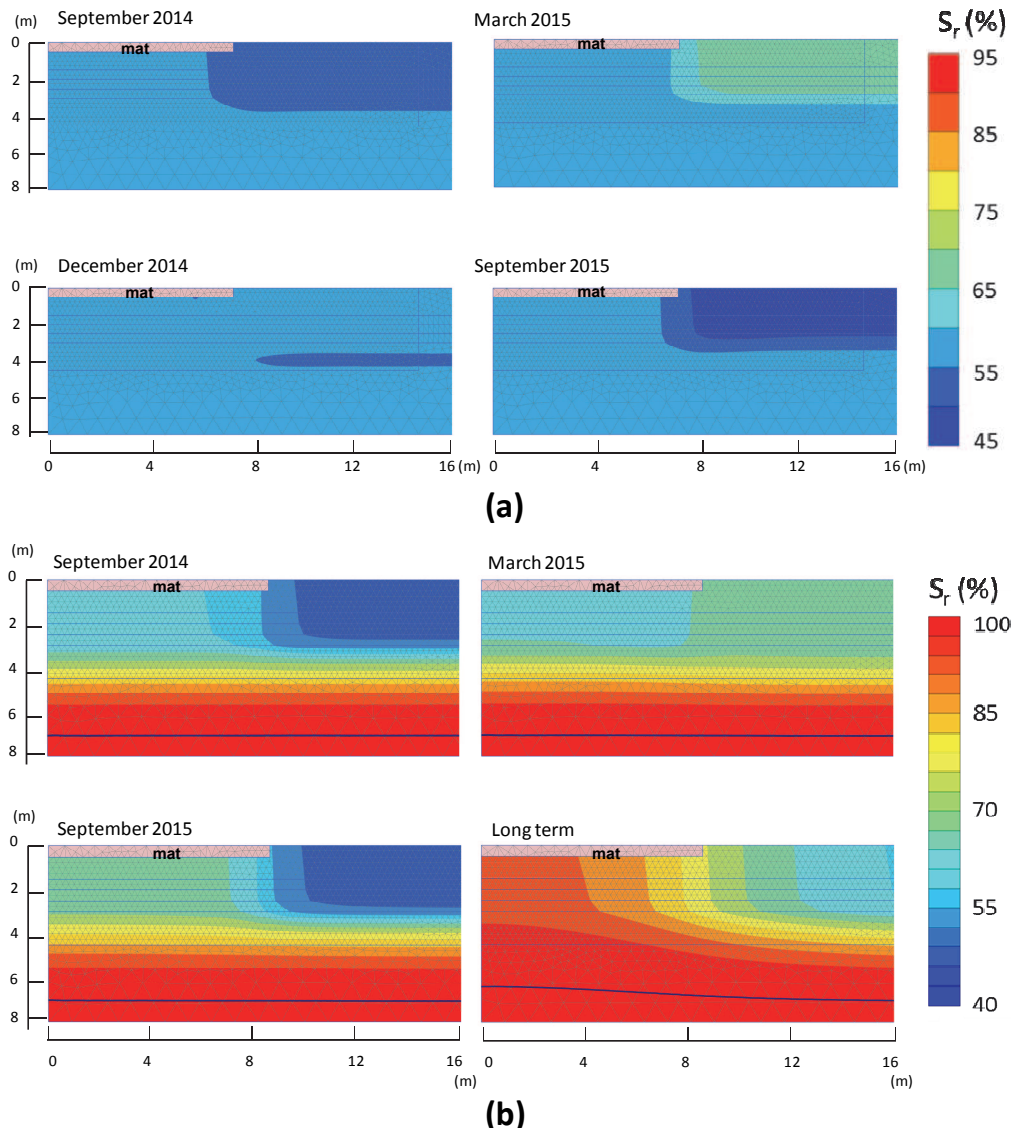 (m)
September 2014
March 2015
S_r (%)
0
2
4
6
8
mat
mat
95
85
75
65
55
45
(m)
December 2014
September 2015
0
2
4
6
8
mat
mat
0 4 8 12 16 (m)
0 4 8 12 16 (m)
(a)
(m)
September 2014
March 2015
S_r (%)
0
2
4
6
8
mat
mat
100
85
70
55
40
(m)
September 2015
Long term
0
2
4
6
8
mat
mat
0 4 8 12 16
(m)
0 4 8 12 16
(m)
(b)